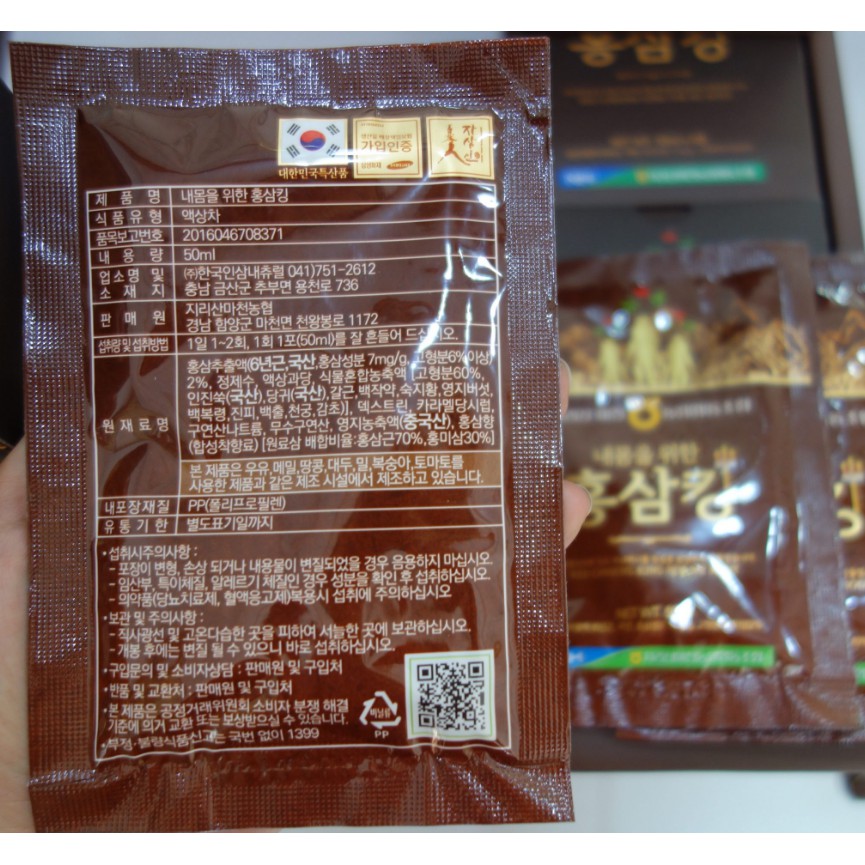 홍삼킹
가입인증
대한민국특산품
제 품 명 내몸을 위한 홍삼킹
식 품 유 형 액상차
품목보고번호 2016046708371
내 용 량 50ml
업소명 및 소 재 지 ㈜한국인삼내츄럴 041)751-2612
충남 금산군 추부면 용천로 736
판 매 원 지리산마천농협
경남 함양군 마천면 천왕봉로 1172
섭취량 및 섭취방법 1일 1~2회, 1회 1포(50ml)를 잘 흔들어 드십시오.
원 재 료 명 홍삼추출액(6년근,국산,홍삼성분 7mg/g, 고형분6%이상)
2%, 정제수, 액상과당, 식물혼합농축액[고형분60%,
인진쑥(국산),당귀(국산),갈근,백작약,숙지황,영지버섯,
백복령,진피,백출,천궁,감초)], 덱스트린, 카라멜당시럽,
구연산나트륨, 무수구연산, 영지농축액(중국산), 홍삼향
(합성착향료) [원료삼 배합비율:홍삼근70%,홍미삼30%]
본 제품은 우유,메밀,땅콩,대두,밀,복숭아,토마토를
사용한 제품과 같은 제조 시설에서 제조하고 있습니다.
내포장재질 PP(폴리프로필렌)
유 통 기 한 별도표기일까지
•섭취시주의사항 :
- 포장이 변형, 손상 되거나 내용물이 변질되었을 경우 음용하지 마십시오.
- 임산부, 특이체질, 알레르기 체질인 경우 성분을 확인 후 섭취하십시오.
- 의약품(당뇨치료제, 혈액응고제)복용시 섭취에 주의하십시오
•보관 및 주의사항 :
- 직사광선 및 고온다습한 곳을 피하여 서늘한 곳에 보관하십시오.
- 개봉 후에는 변질 될 수 있으니 바로 섭취하십시오.
•구입문의 및 소비자상담 : 판매원 및 구입처
•반품 및 교환처 : 판매원 및 구입처
•본 제품은 공정거래위원회 소비자 분쟁 해결
기준에 의거 교환 또는 보상받으실 수 있습니다.
•부정·불량식품신고는 국번 없이 1399
비닐류
PP
내몸을 위한
홍삼킹